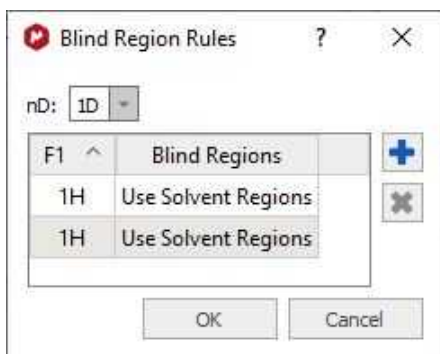 Blind Region Rules ? ×
nD: 1D
F1 Blind Regions
1H Use Solvent Regions
1H Use Solvent Regions
OK Cancel